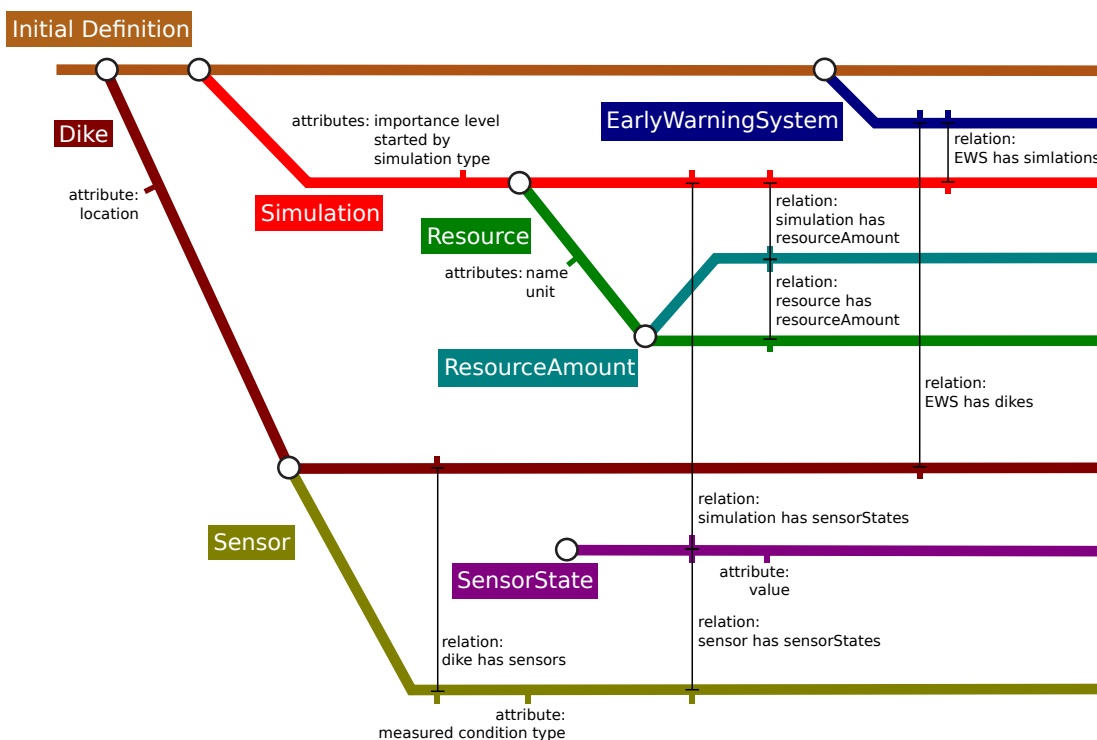 Initial Definition
Dike
attribute:
location
attributes: importance level
started by
simulation type
Simulation
EarlyWarningSystem
relation:
EWS has simlations
Resource
attributes: name
unit
relation:
simulation has
resourceAmount
relation:
resource has
resourceAmount
ResourceAmount
relation:
EWS has dikes
Sensor
relation:
simulation has sensorStates
SensorState
attribute:
value
relation:
sensor has sensorStates
relation:
dike has sensors
attribute:
measured condition type